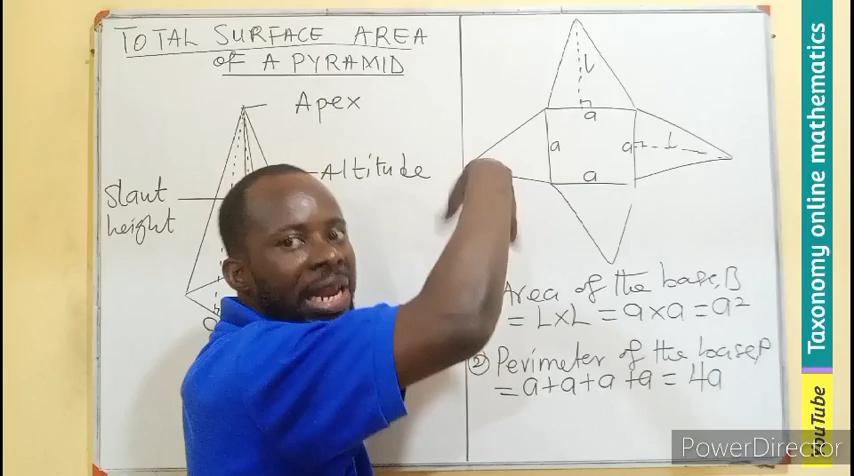 TOTAL SURFACE AREA
OF A PYRAMID
Apex
Altitude
Slant
height
l
a
a
a
a
l
Area of the base, B
= L×L = a×a = a²
② Perimeter of the base, P
= a+a+a+a = 4a
Taxonomy online mathematics
YouTube
PowerDirector